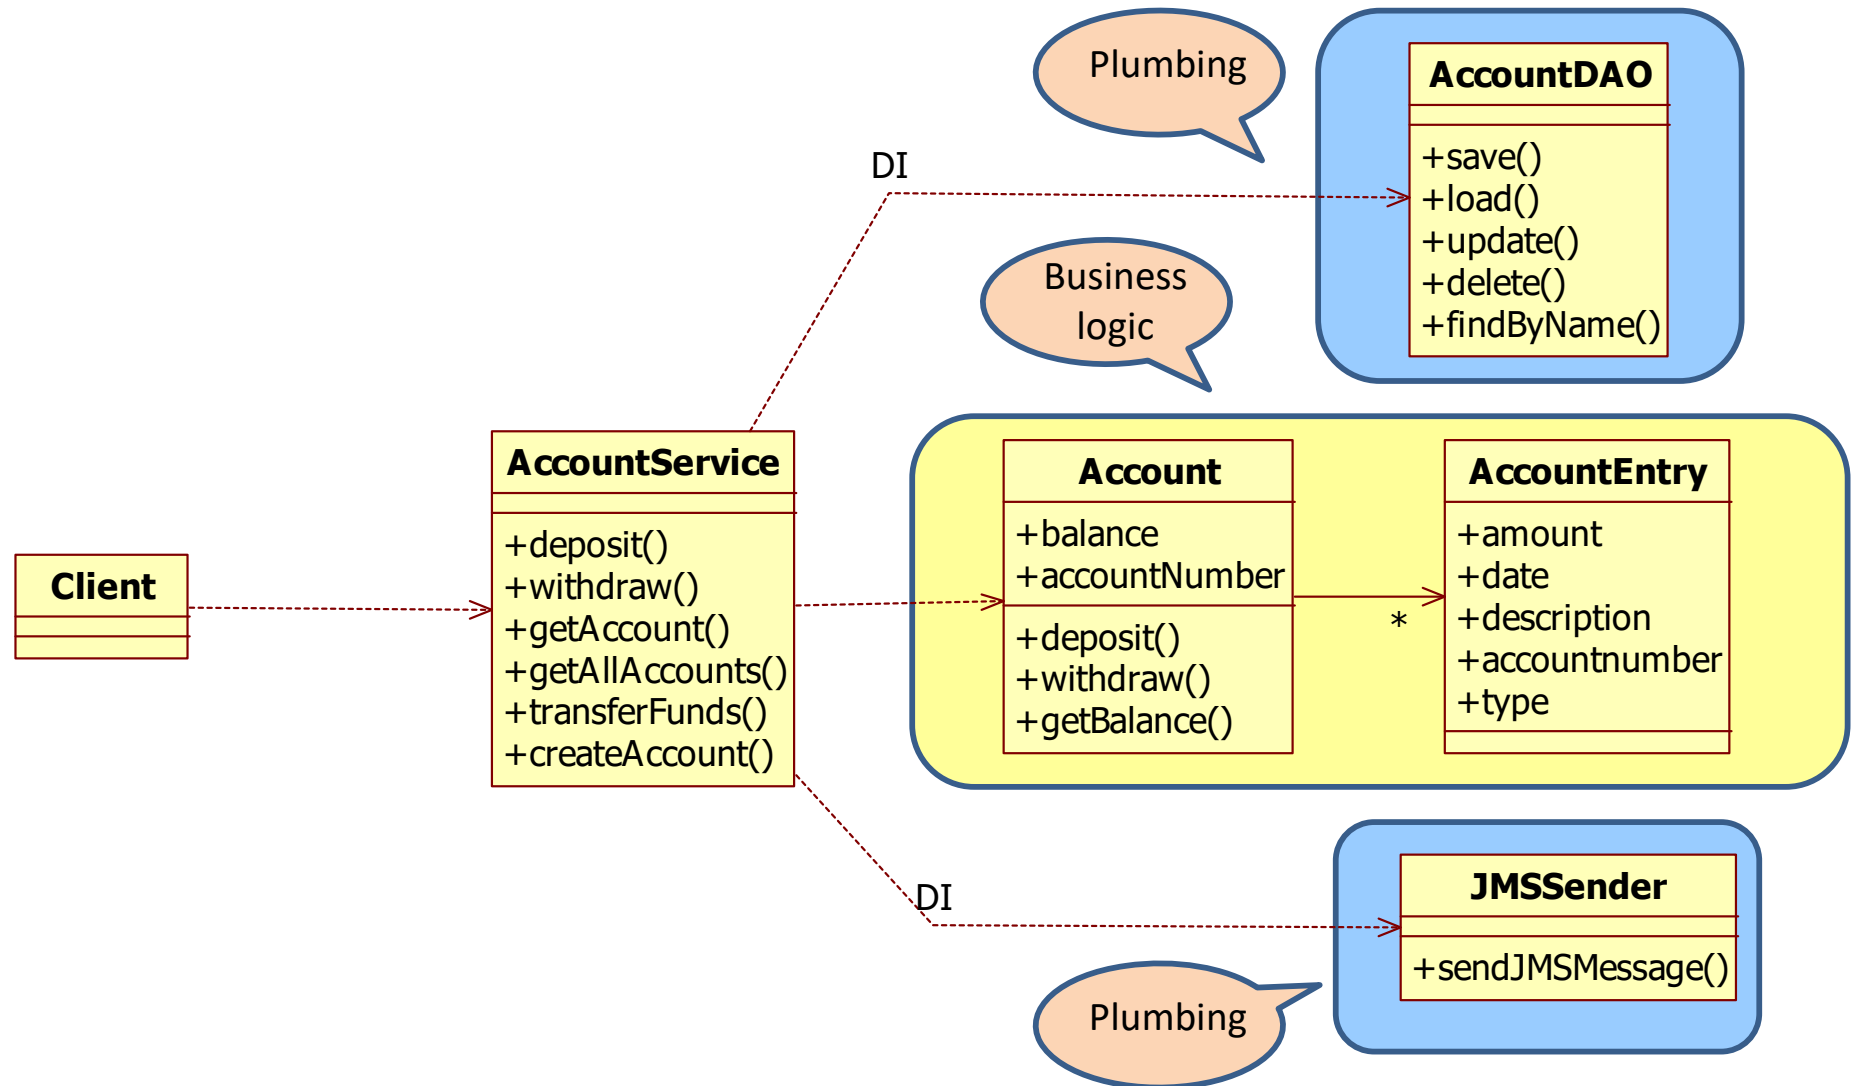 Plumbing
AccountDAO
+save()
+load()
+update()
+delete()
+findByName()
DI
Business
logic
Client
AccountService
+deposit()
+withdraw()
+getAccount()
+getAllAccounts()
+transferFunds()
+createAccount()
Account
+balance
+accountNumber
+deposit()
+withdraw()
+getBalance()
*
AccountEntry
+amount
+date
+description
+accountnumber
+type
DI
JMSSender
+sendJMSMessage()
Plumbing